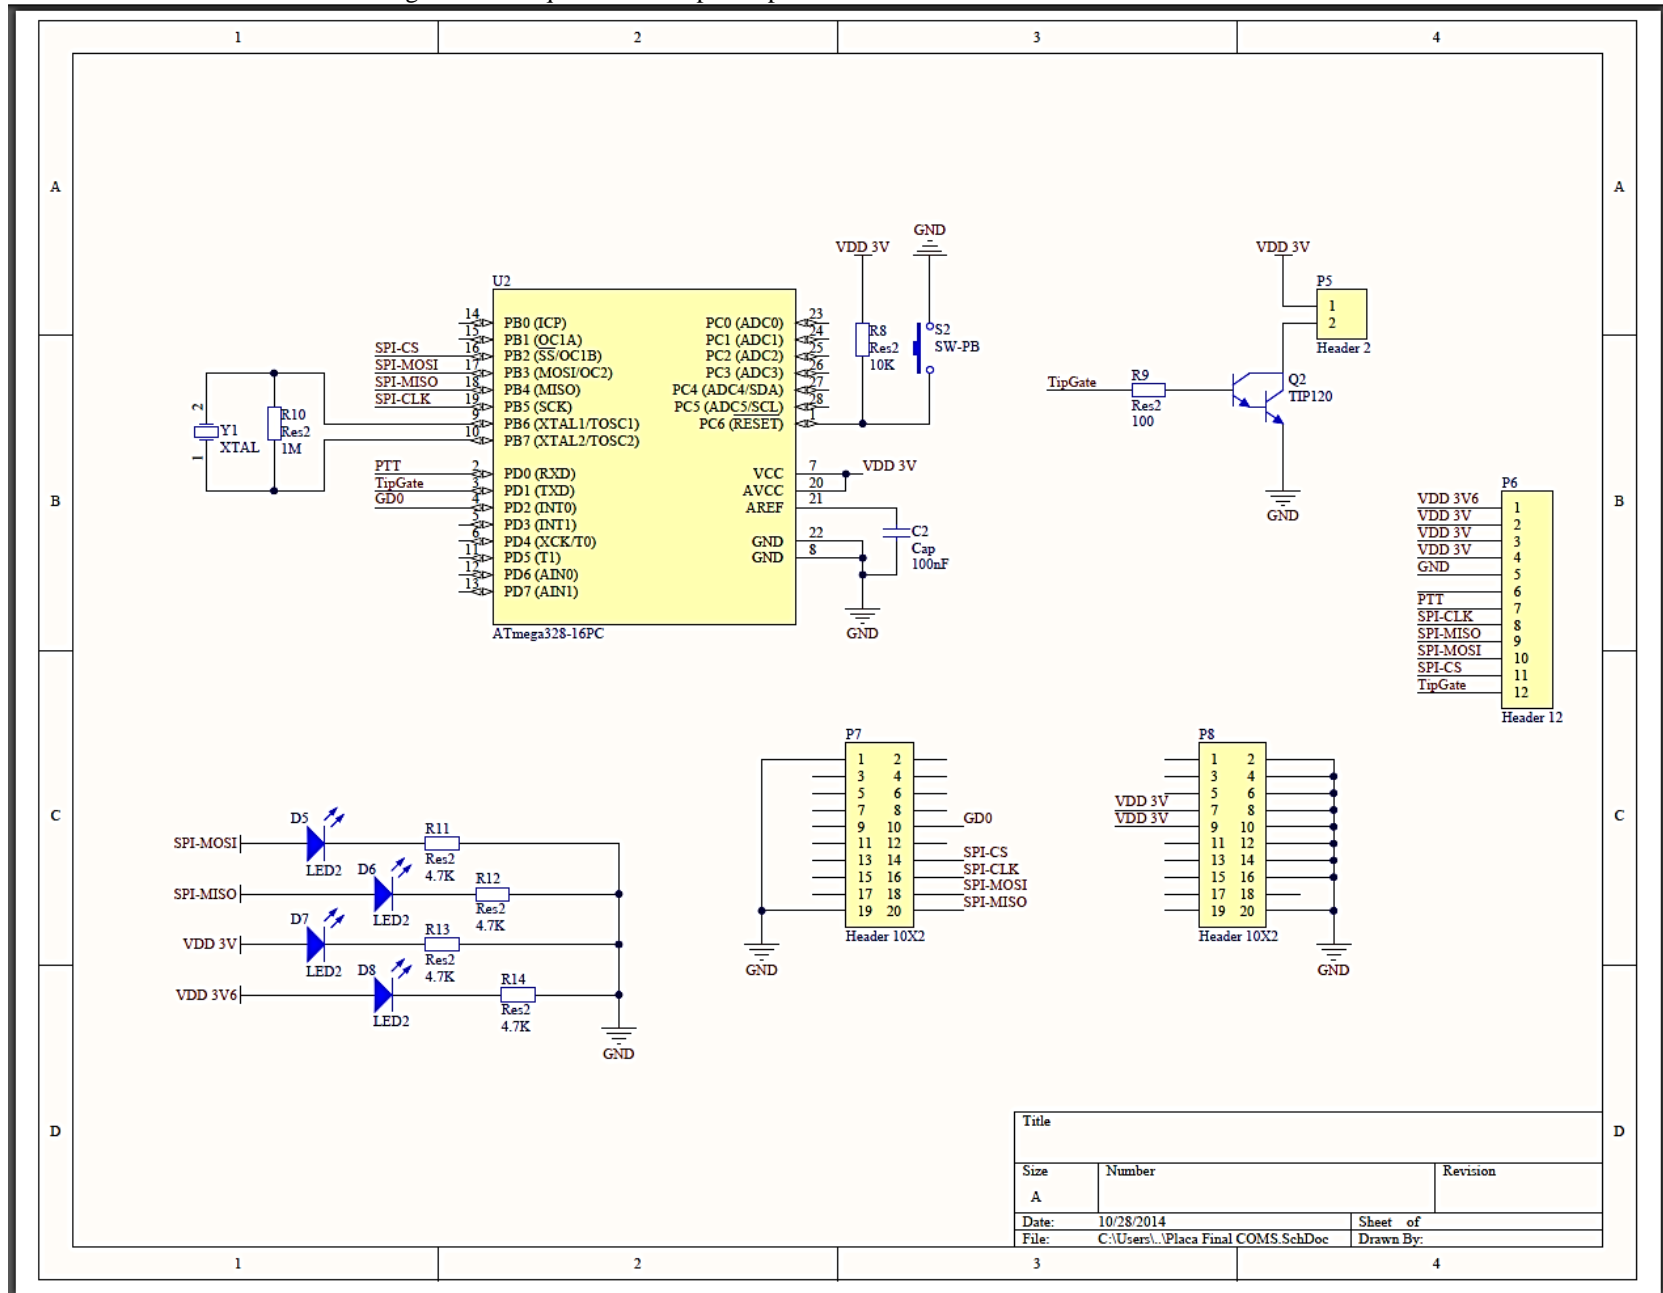 1 2 3 4
A A
B B
C C
D D
U2
14 PB0 (ICP)
15 PB1 (OC1A)
SPI-CS 16 PB2 (SS/OC1B)
SPI-MOSI 17 PB3 (MOSI/OC2)
SPI-MISO 18 PB4 (MISO)
SPI-CLK 19 PB5 (SCK)
9 PB6 (XTAL1/TOSC1)
10 PB7 (XTAL2/TOSC2)
PTT 2 PD0 (RXD)
TipGate 3 PD1 (TXD)
GD0 4 PD2 (INT0)
5 PD3 (INT1)
6 PD4 (XCK/T0)
11 PD5 (T1)
12 PD6 (AIN0)
13 PD7 (AIN1)
PC0 (ADC0) 23
PC1 (ADC1) 24
PC2 (ADC2) 25
PC3 (ADC3) 26
PC4 (ADC4/SDA) 27
PC5 (ADC5/SCL) 28
PC6 (RESET) 1
VCC 7
AVCC 20
AREF 21
GND 22
GND 8
ATmega328-16PC
2
Y1
XTAL
1
R10
Res2
1M
VDD 3V
R8
Res2
10K
GND
S2
SW-PB
VDD 3V
C2
Cap
100nF
GND
VDD 3V
P5
1
2
Header 2
TipGate
R9
Res2
100
Q2
TIP120
GND
P6
VDD 3V6 1
VDD 3V 2
VDD 3V 3
VDD 3V 4
GND 5
6
PTT 7
SPI-CLK 8
SPI-MISO 9
SPI-MOSI 10
SPI-CS 11
TipGate 12
Header 12
P7
1 2
3 4
5 6
7 8
9 10 GD0
11 12
13 14 SPI-CS
15 16 SPI-CLK
17 18 SPI-MOSI
19 20 SPI-MISO
Header 10X2
GND
P8
1 2
3 4
5 6
VDD 3V 7 8
VDD 3V 9 10
11 12
13 14
15 16
17 18
19 20
Header 10X2
GND
SPI-MOSI
D5
LED2
R11
Res2
4.7K
SPI-MISO
D6
LED2
R12
Res2
4.7K
VDD 3V
D7
LED2
R13
Res2
4.7K
VDD 3V6
D8
LED2
R14
Res2
4.7K
GND
Title
Size Number Revision
A
Date: 10/28/2014 Sheet of
File: C:\Users\..\Placa Final COMS.SchDoc Drawn By:
1 2 3 4